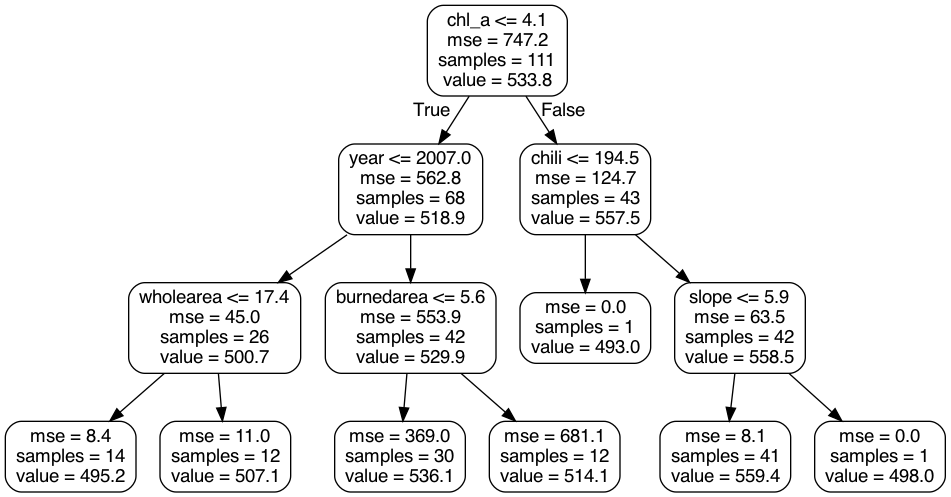 chl_a <= 4.1
mse = 747.2
samples = 111
value = 533.8
True
False
year <= 2007.0
mse = 562.8
samples = 68
value = 518.9
chili <= 194.5
mse = 124.7
samples = 43
value = 557.5
wholearea <= 17.4
mse = 45.0
samples = 26
value = 500.7
burnedarea <= 5.6
mse = 553.9
samples = 42
value = 529.9
mse = 0.0
samples = 1
value = 493.0
slope <= 5.9
mse = 63.5
samples = 42
value = 558.5
mse = 8.4
samples = 14
value = 495.2
mse = 11.0
samples = 12
value = 507.1
mse = 369.0
samples = 30
value = 536.1
mse = 681.1
samples = 12
value = 514.1
mse = 8.1
samples = 41
value = 559.4
mse = 0.0
samples = 1
value = 498.0